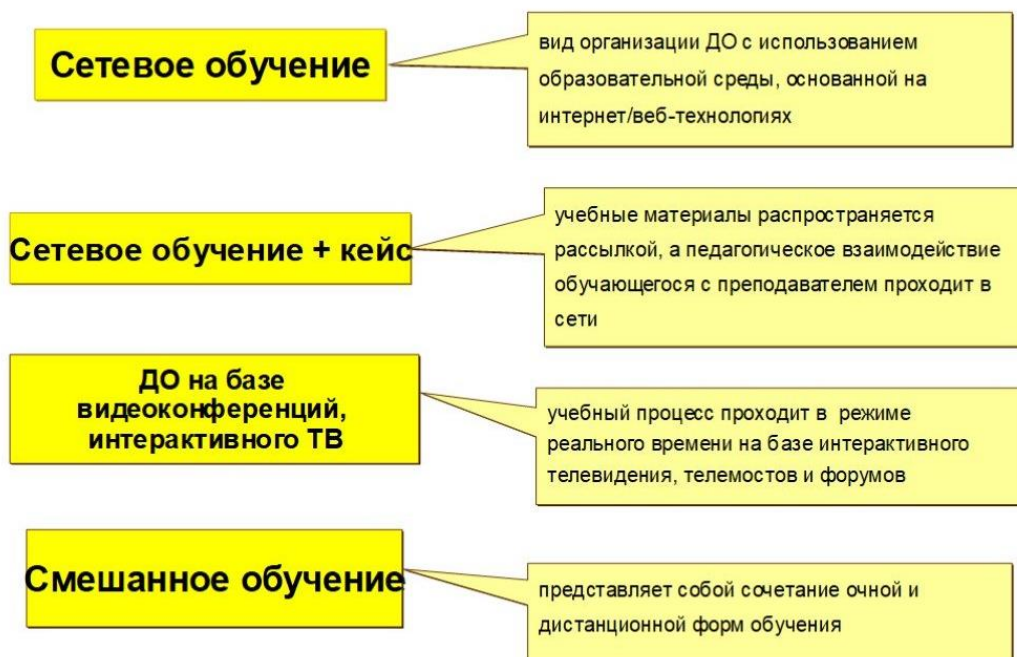 Сетевое обучение
вид организации ДО с использованием
образовательной среды, основанной на
интернет/веб-технологиях
Сетевое обучение + кейс
учебные материалы распространяется
рассылкой, а педагогическое взаимодействие
обучающегося с преподавателем проходит в
сети
ДО на базе
видеоконференций,
интерактивного ТВ
учебный процесс проходит в режиме
реального времени на базе интерактивного
телевидения, телемостов и форумов
Смешанное обучение
представляет собой сочетание очной и
дистанционной форм обучения